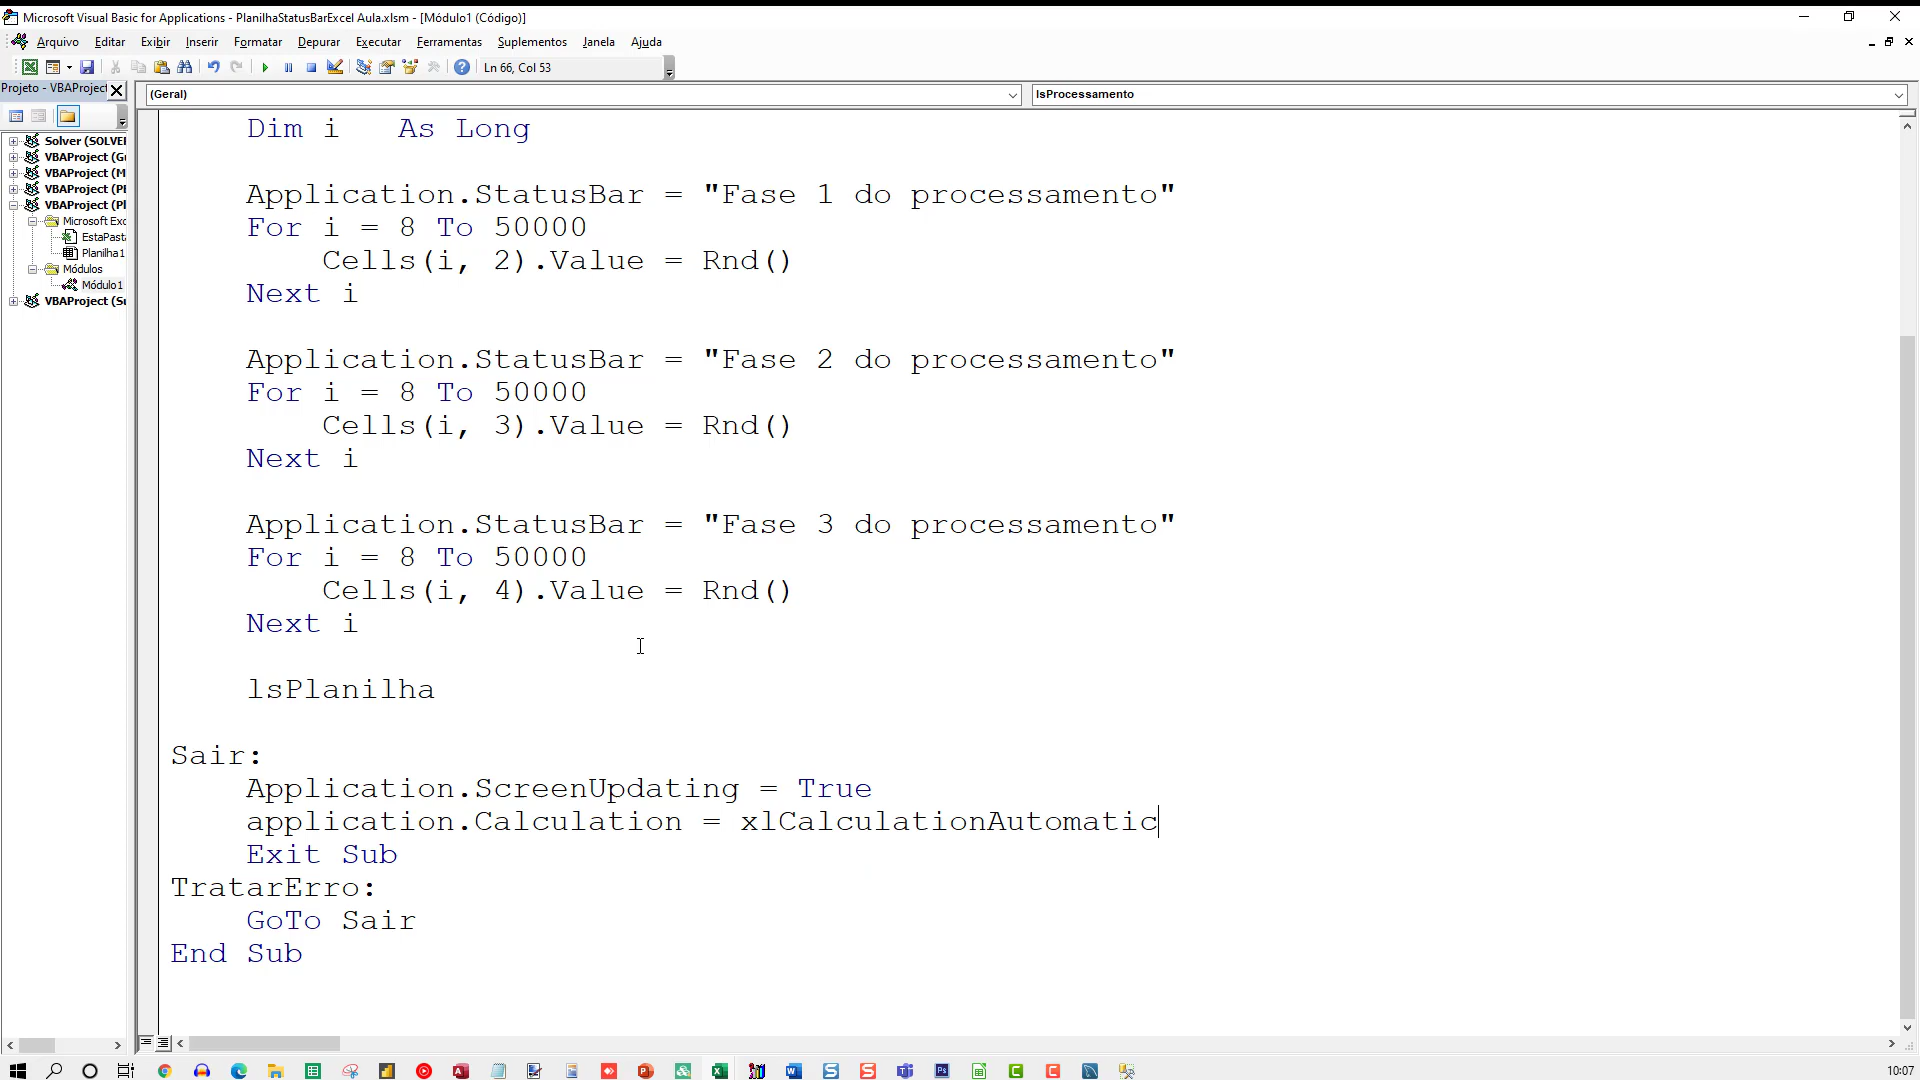 Microsoft Visual Basic for Applications - PlanilhaStatusBarExcel Aula.xlsm - [Módulo1 (Código)]
Arquivo Editar Exibir Inserir Formatar Depurar Executar Ferramentas Suplementos Janela Ajuda
Ln 66, Col 53
Projeto - VBAProject
(Geral)
lsProcessamento
Solver (SOLVE
VBAProject (G
VBAProject (M
VBAProject (Pl
VBAProject (Pl
Microsoft Exc
EstaPasta
Planilha1
Módulos
Módulo1
VBAProject (Su
Dim i As Long
Application.StatusBar = "Fase 1 do processamento"
For i = 8 To 50000
Cells(i, 2).Value = Rnd()
Next i
Application.StatusBar = "Fase 2 do processamento"
For i = 8 To 50000
Cells(i, 3).Value = Rnd()
Next i
Application.StatusBar = "Fase 3 do processamento"
For i = 8 To 50000
Cells(i, 4).Value = Rnd()
Next i
lsPlanilha
Sair:
Application.ScreenUpdating = True
application.Calculation = xlCalculationAutomatic
Exit Sub
TratarErro:
GoTo Sair
End Sub
10:07